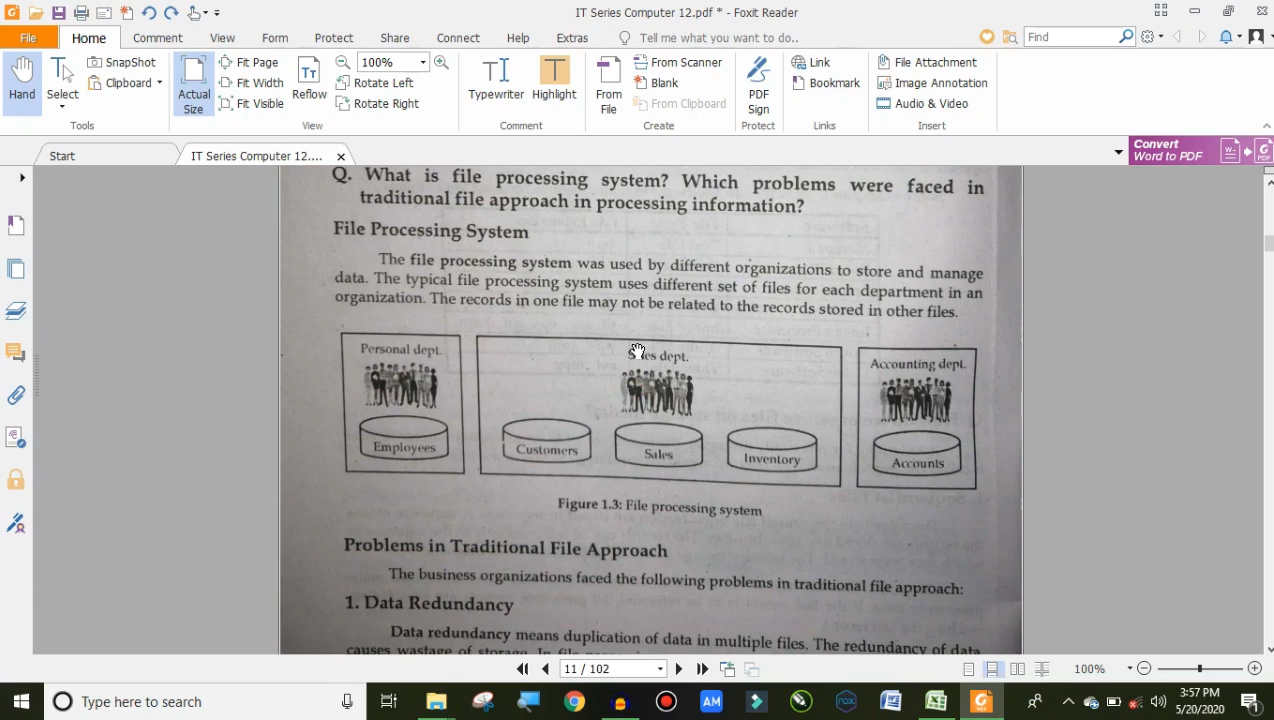 IT Series Computer 12.pdf * - Foxit Reader
File Home Comment View Form Protect Share Connect Help Extras Tell me what you want to do.. Find
Hand
Select
SnapShot
Clipboard
Tools
Actual Size
Fit Page
Fit Width
Fit Visible
Reflow
100%
Rotate Left
Rotate Right
View
Typewriter
Highlight
Comment
From File
From Scanner
Blank
From Clipboard
Create
PDF Sign
Protect
Link
Bookmark
Links
File Attachment
Image Annotation
Audio & Video
Insert
Start
IT Series Computer 12....
Convert
Word to PDF
Q. What is file processing system? Which problems were faced in
traditional file approach in processing information?
File Processing System
The file processing system was used by different organizations to store and manage
data. The typical file processing system uses different set of files for each department in an
organization. The records in one file may not be related to the records stored in other files.
Personal dept.
Employees
dept.
Customers
Sales
Inventory
Accounting dept.
Accounts
Figure 1.3: File processing system
Problems in Traditional File Approach
The business organizations faced the following problems in traditional file approach:
1. Data Redundancy
Data redundancy means duplication of data in multiple files. The redundancy of data
causes wastage of storage. In file
11 / 102
100%
Type here to search
AM
3:57 PM
5/20/2020